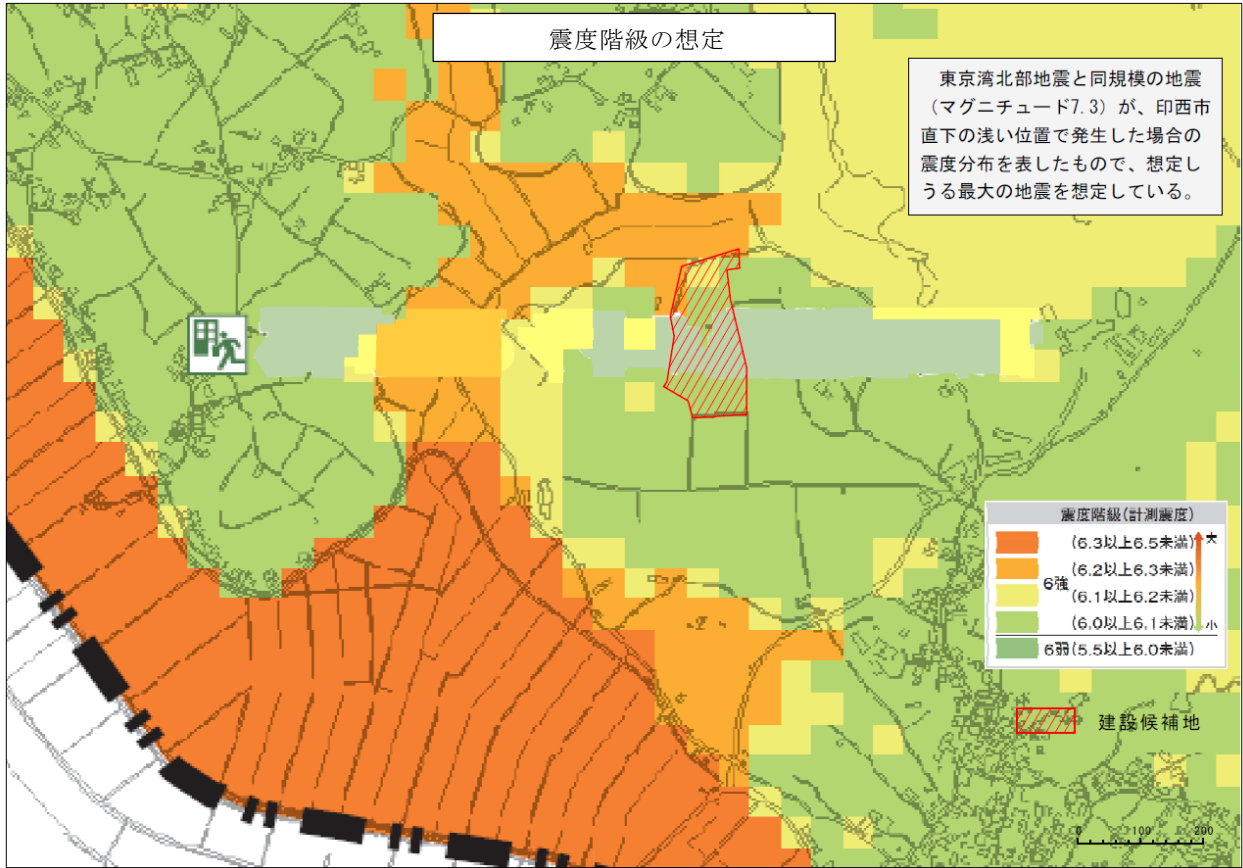 震度階級の想定
東京湾北部地震と同規模の地震
（マグニチュード7.3）が、印西市
直下の浅い位置で発生した場合の
震度分布を表したもので、想定し
うる最大の地震を想定している。
震度階級(計測震度)
(6.3以上6.5未満)
大
(6.2以上6.3未満)
6強
(6.1以上6.2未満)
(6.0以上6.1未満)
小
6弱(5.5以上6.0未満)
建設候補地
0 100 200